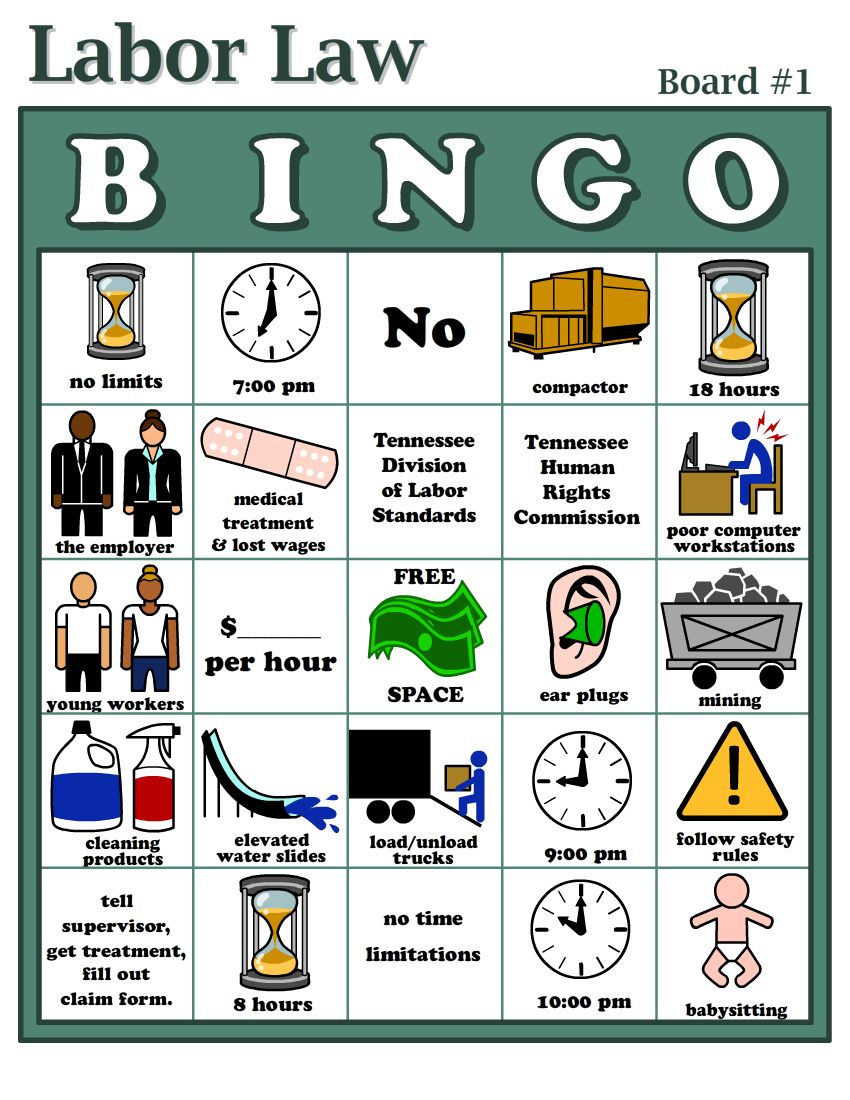 Labor Law
Board #1
B I N G O
no limits
7:00 pm
No
compactor
18 hours
the employer
medical
treatment
& lost wages
Tennessee
Division
of Labor
Standards
Tennessee
Human
Rights
Commission
poor computer
workstations
young workers
$______
per hour
FREE
SPACE
ear plugs
mining
cleaning
products
elevated
water slides
load/unload
trucks
9:00 pm
!
follow safety
rules
tell
supervisor,
get treatment,
fill out
claim form.
8 hours
no time
limitations
10:00 pm
babysitting